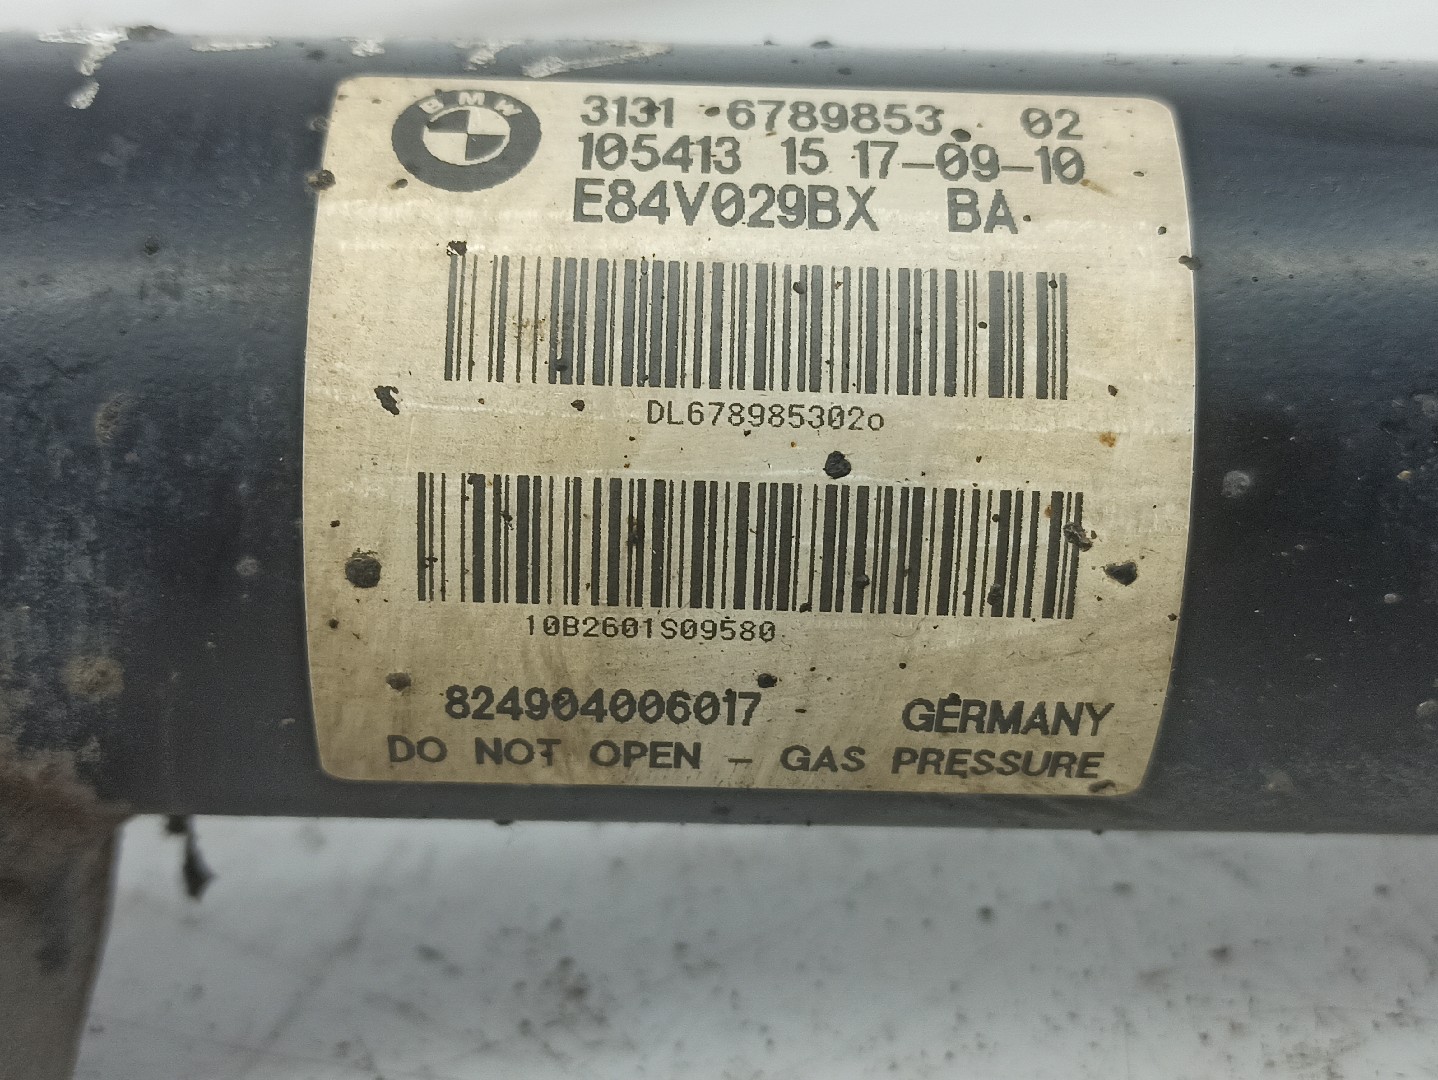 BMW
3131 6789853 02
105413 15 17-09-10
E84V029BX BA
DL6789853020
10B2601S09580
824904006017 GERMANY
DO NOT OPEN - GAS PRESSURE